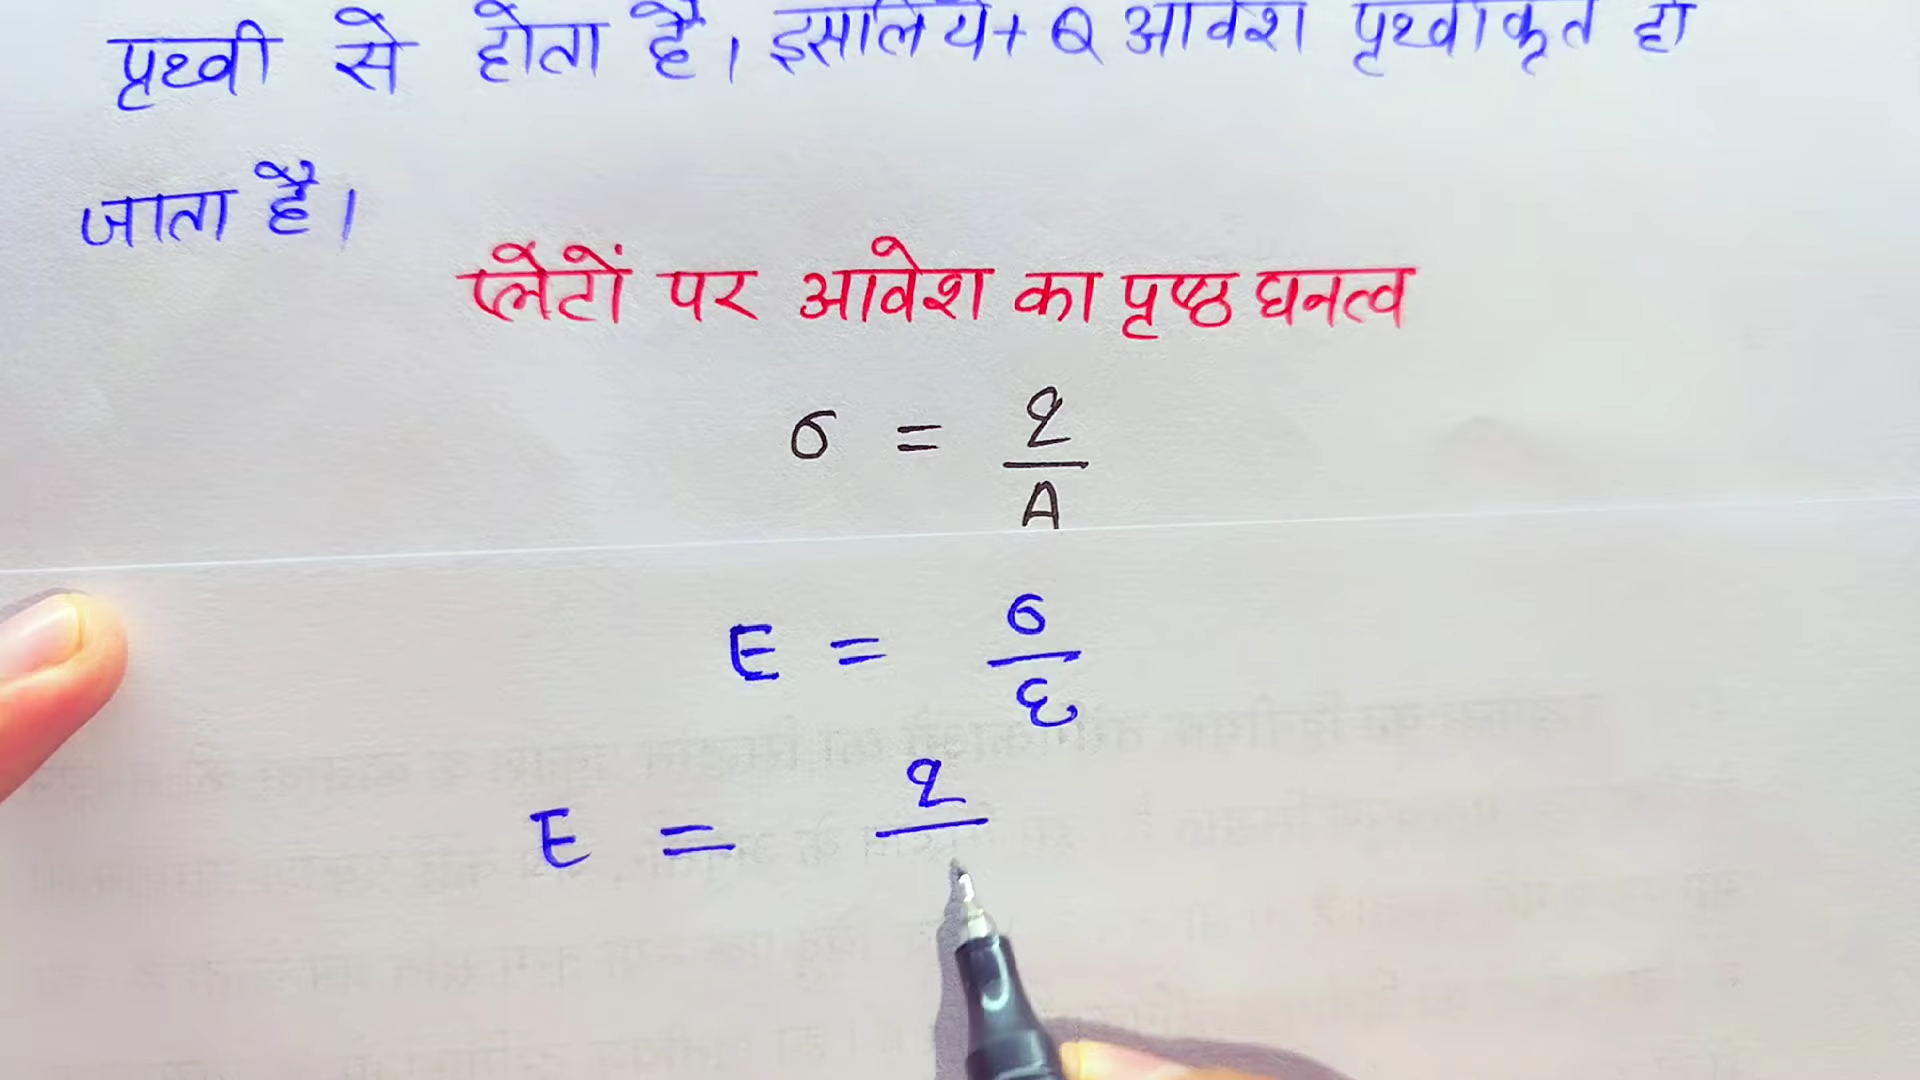 पृथ्वी से होता है। इसलिये + Q आवेश पृथ्वीकृत हो
जाता है।
प्लेटों पर आवेश का पृष्ठ घनत्व
σ = q/A
E = σ/ε
E = q/